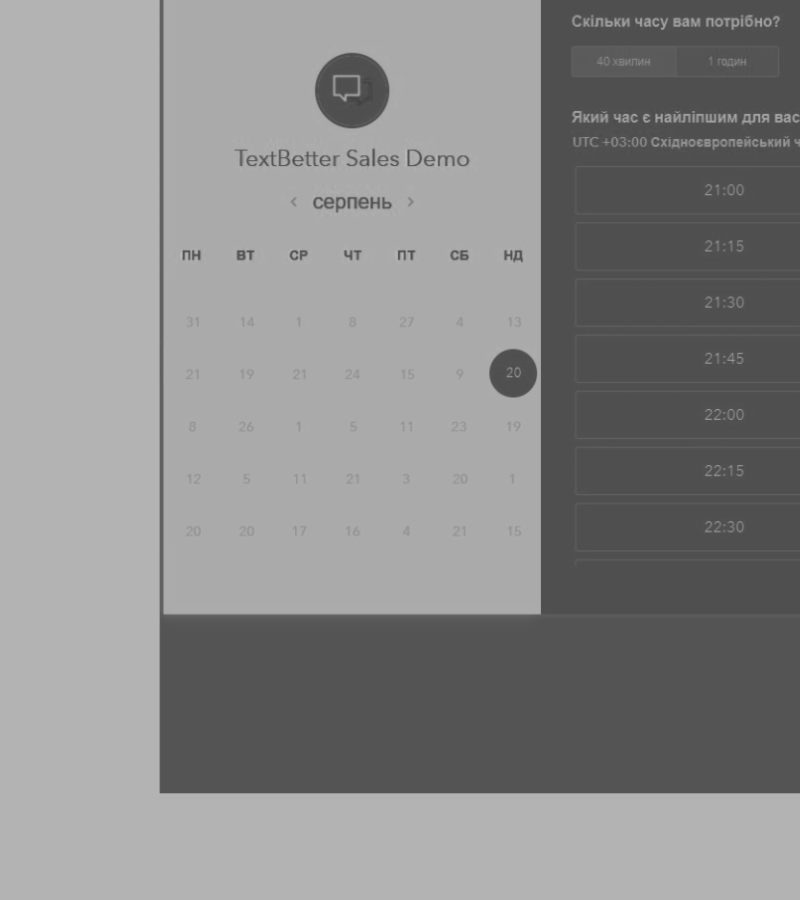 TextBetter Sales Demo
серпень
ПН ВТ СР ЧТ ПТ СБ НД
31 14 1 8 27 4 13
21 19 21 24 15 9 20
8 26 1 5 11 23 19
12 5 11 21 3 20 1
20 20 17 16 4 21 15
Скільки часу вам потрібно?
40 хвилин 1 годин
Який час є найліпшим для вас
UTC +03:00 Східноєвропейський ч
21:00
21:15
21:30
21:45
22:00
22:15
22:30